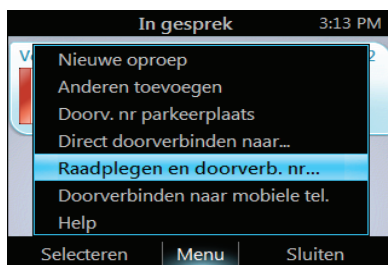 In gesprek 3:13 PM
Nieuwe oproep
Anderen toevoegen
Doorv. nr parkeerplaats
Direct doorverbinden naar...
Raadplegen en doorverb. nr...
Doorverbinden naar mobiele tel.
Help
Selecteren Menu Sluiten